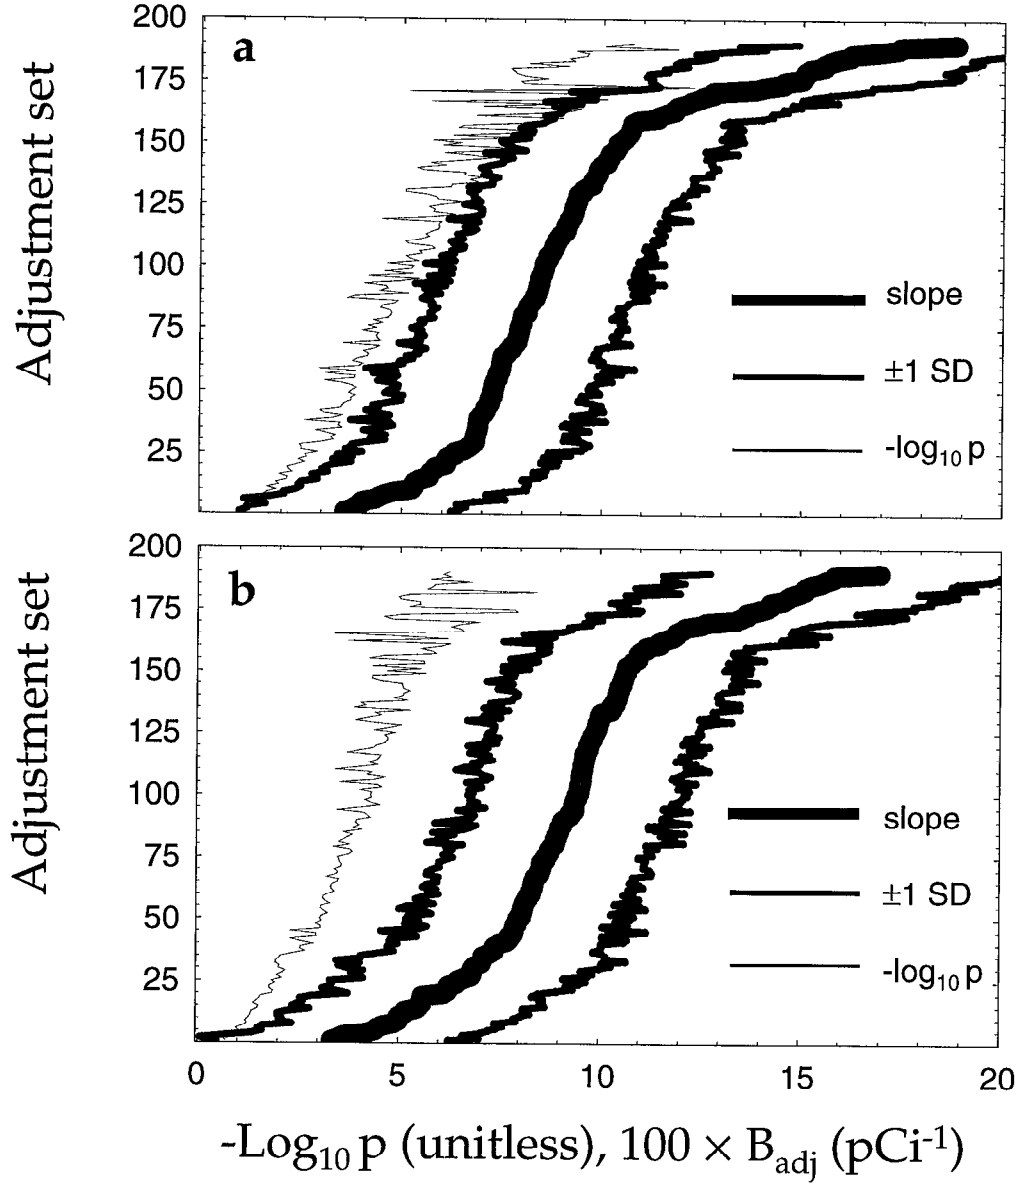 200
175
150
125
100
75
50
25
Adjustment set
a
slope
±1 SD
-log₁₀ p
200
175
150
125
100
75
50
25
Adjustment set
b
slope
±1 SD
-log₁₀ p
0 5 10 15 20
-Log₁₀ p (unitless), 100 × B_adj (pCi⁻¹)